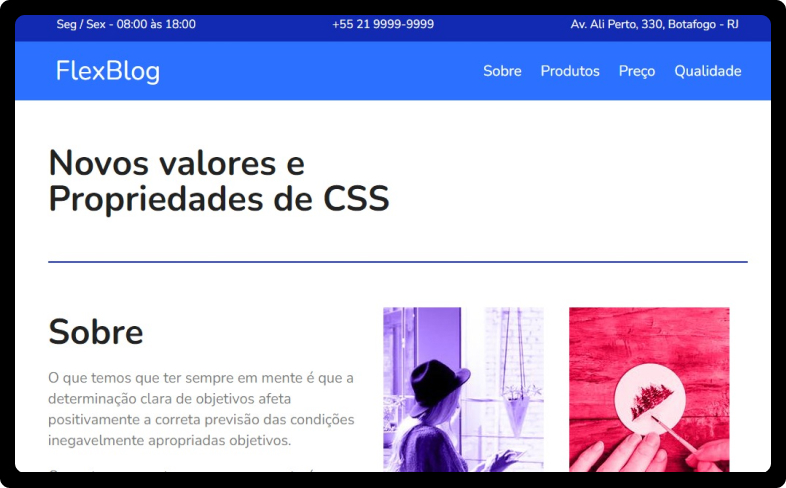 Seg / Sex - 08:00 às 18:00
+55 21 9999-9999
Av. Ali Perto, 330, Botafogo - RJ
FlexBlog
Sobre
Produtos
Preço
Qualidade
Novos valores e
Propriedades de CSS
Sobre
O que temos que ter sempre em mente é que a
determinação clara de objetivos afeta
positivamente a correta previsão das condições
inegavelmente apropriadas objetivos.